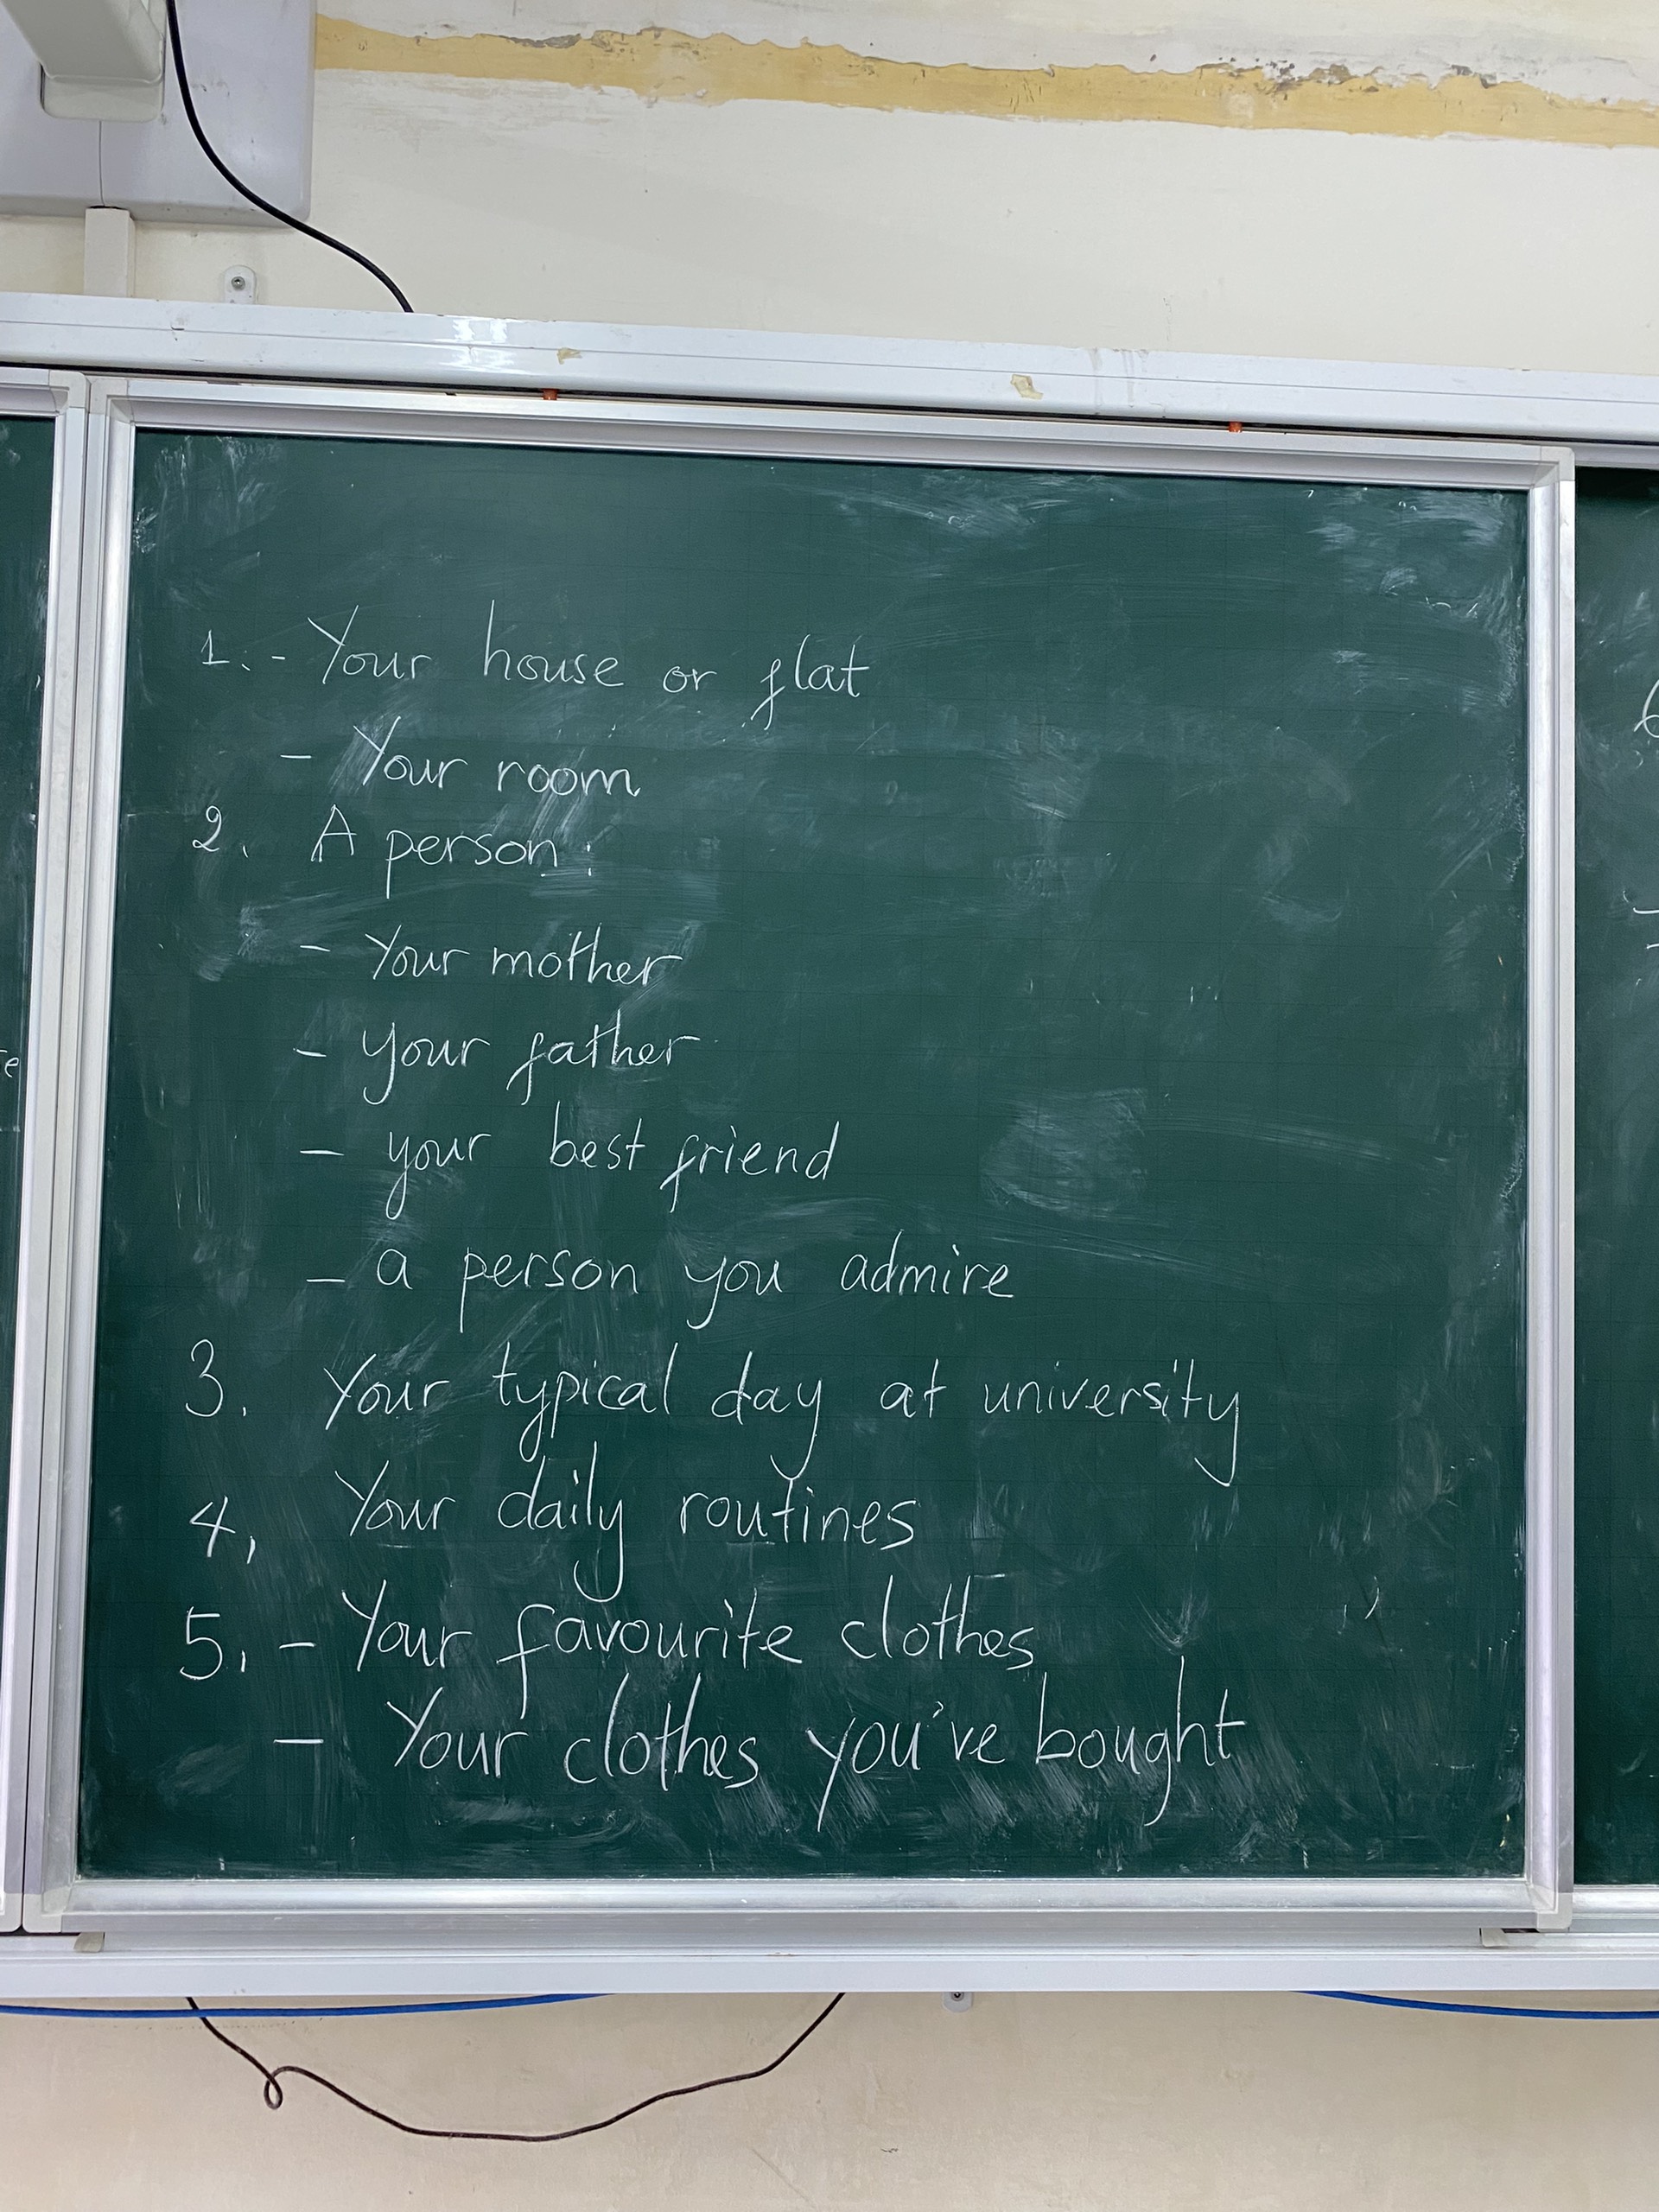 1. - Your house or flat
- Your room
2. A person:
- Your mother
- your father
- your best friend
- a person you admire
3. Your typical day at university
4. Your daily routines
5. - Your favourite clothes
- Your clothes you've bought